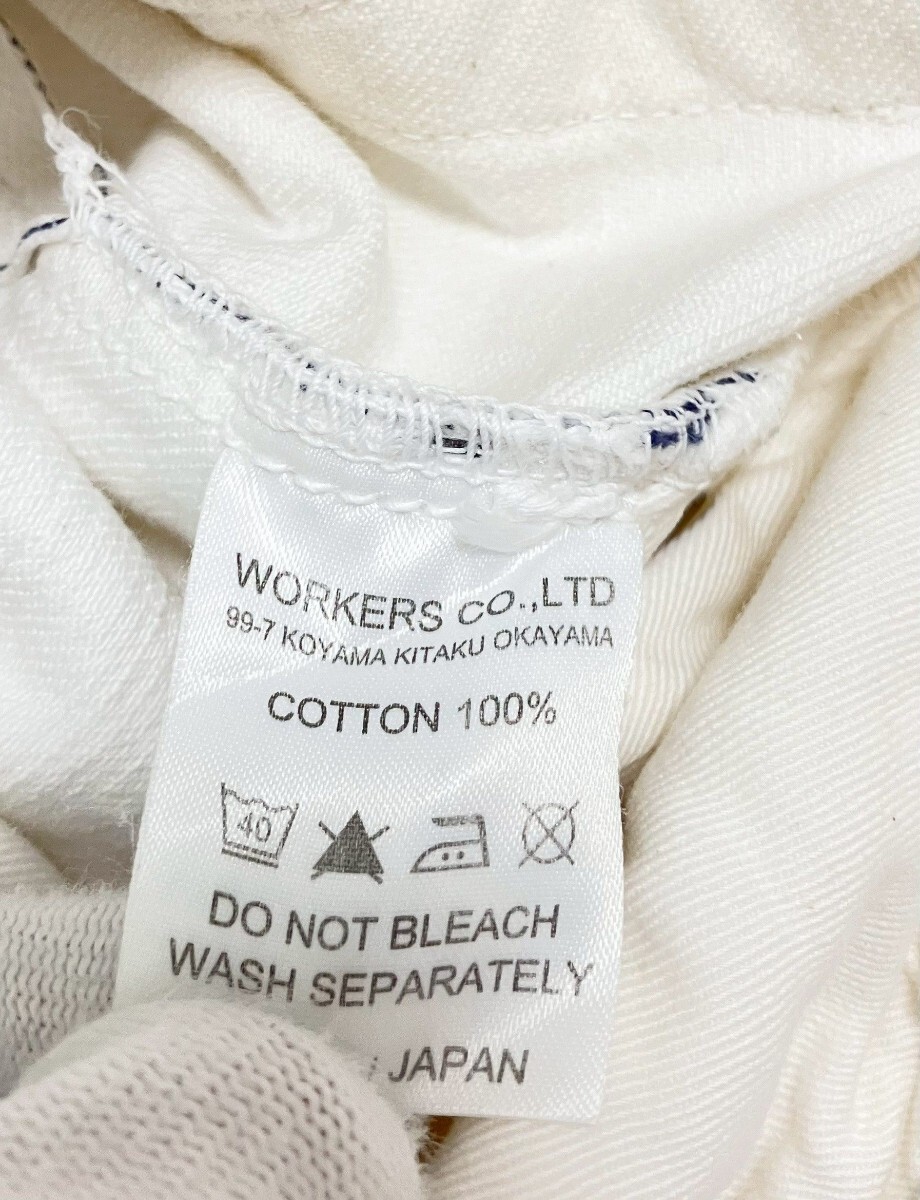 WORKERS CO.,LTD
99-7 KOYAMA KITAKU OKAYAMA
COTTON 100%
40
DO NOT BLEACH
WASH SEPARATELY
JAPAN